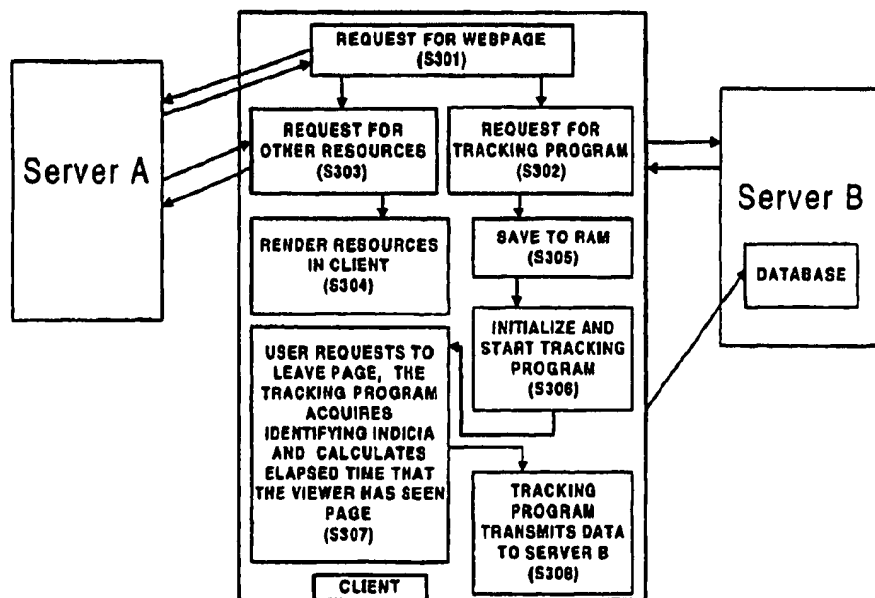 REQUEST FOR WEBPAGE
(S301)
Server A
REQUEST FOR
OTHER RESOURCES
(S303)
REQUEST FOR
TRACKING PROGRAM
(S302)
Server B
DATABASE
RENDER RESOURCES
IN CLIENT
(S304)
SAVE TO RAM
(S305)
INITIALIZE AND
START TRACKING
PROGRAM
(S306)
USER REQUESTS TO
LEAVE PAGE, THE
TRACKING PROGRAM
ACQUIRES
IDENTIFYING INDICIA
AND CALCULATES
ELAPSED TIME THAT
THE VIEWER HAS SEEN
PAGE
(S307)
TRACKING
PROGRAM
TRANSMITS DATA
TO SERVER B
(S308)
CLIENT